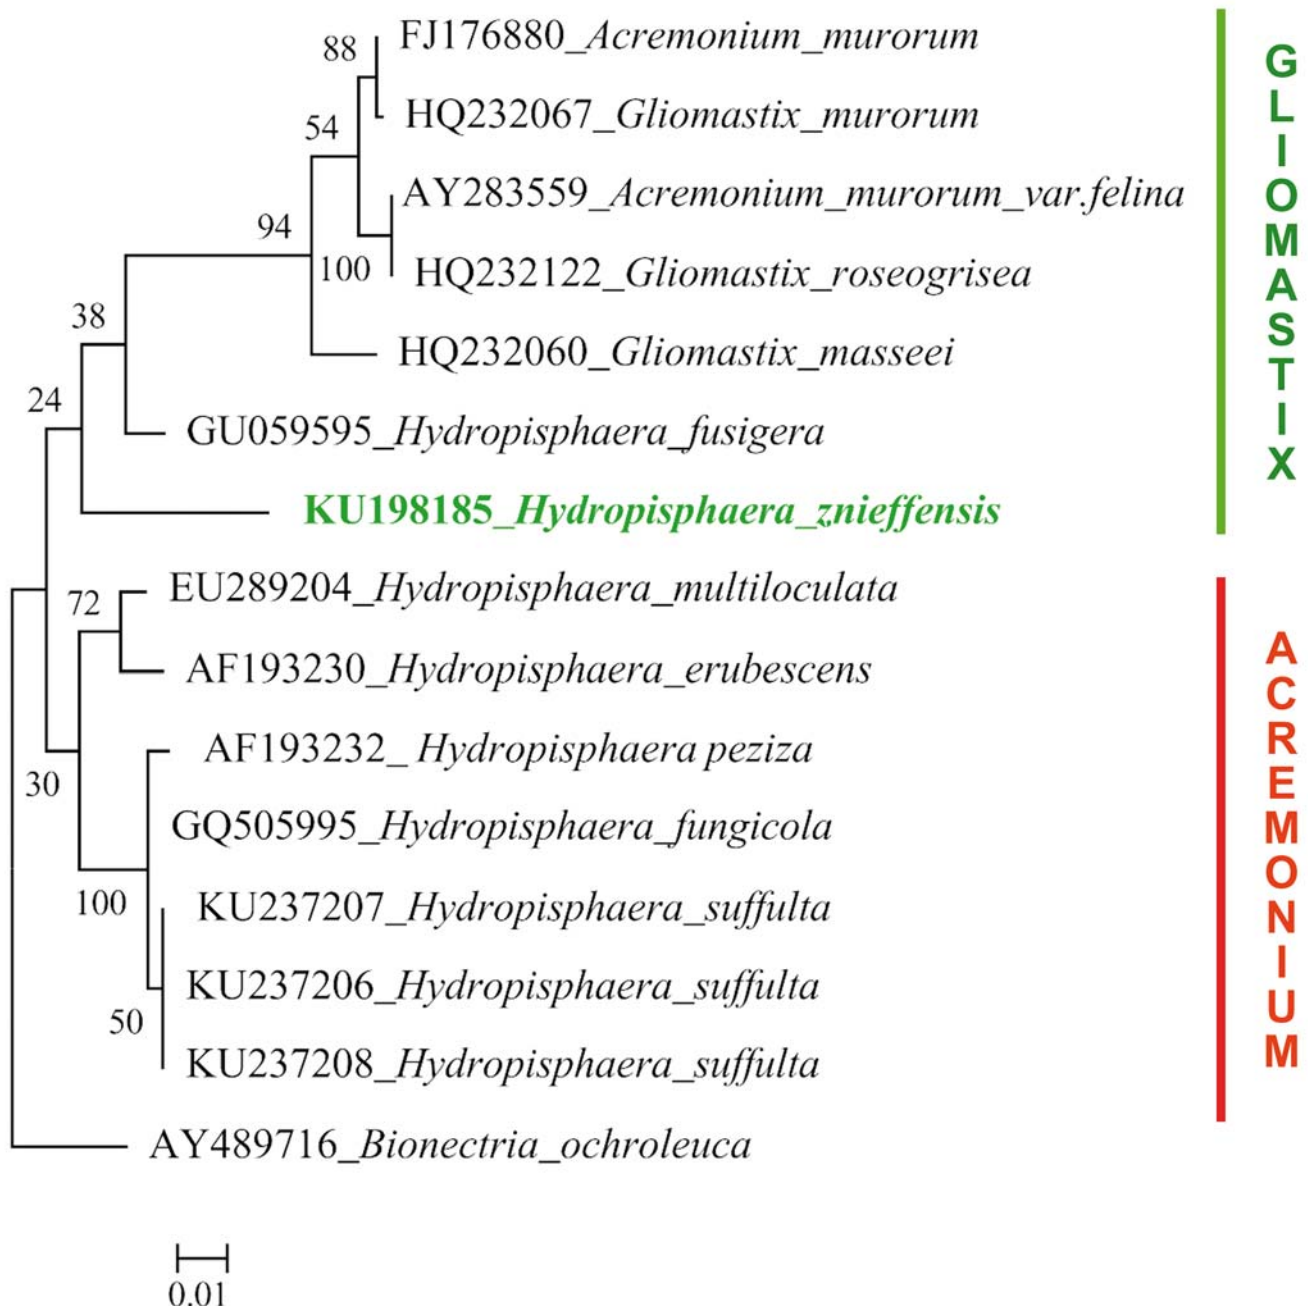 88
FJ176880_Acremonium_murorum
HQ232067_Gliomastix_murorum
54
AY283559_Acremonium_murorum_var.felina
94
100
HQ232122_Gliomastix_roseogrisea
38
HQ232060_Gliomastix_masseei
24
GU059595_Hydropisphaera_fusigera
KU198185_Hydropisphaera_znieffensis
GLIOMASTIX
72
EU289204_Hydropisphaera_multiloculata
AF193230_Hydropisphaera_erubescens
AF193232_ Hydropisphaera peziza
30
GQ505995_Hydropisphaera_fungicola
100
KU237207_Hydropisphaera_suffulta
KU237206_Hydropisphaera_suffulta
50
KU237208_Hydropisphaera_suffulta
ACREMONIUM
AY489716_Bionectria_ochroleuca
0.01